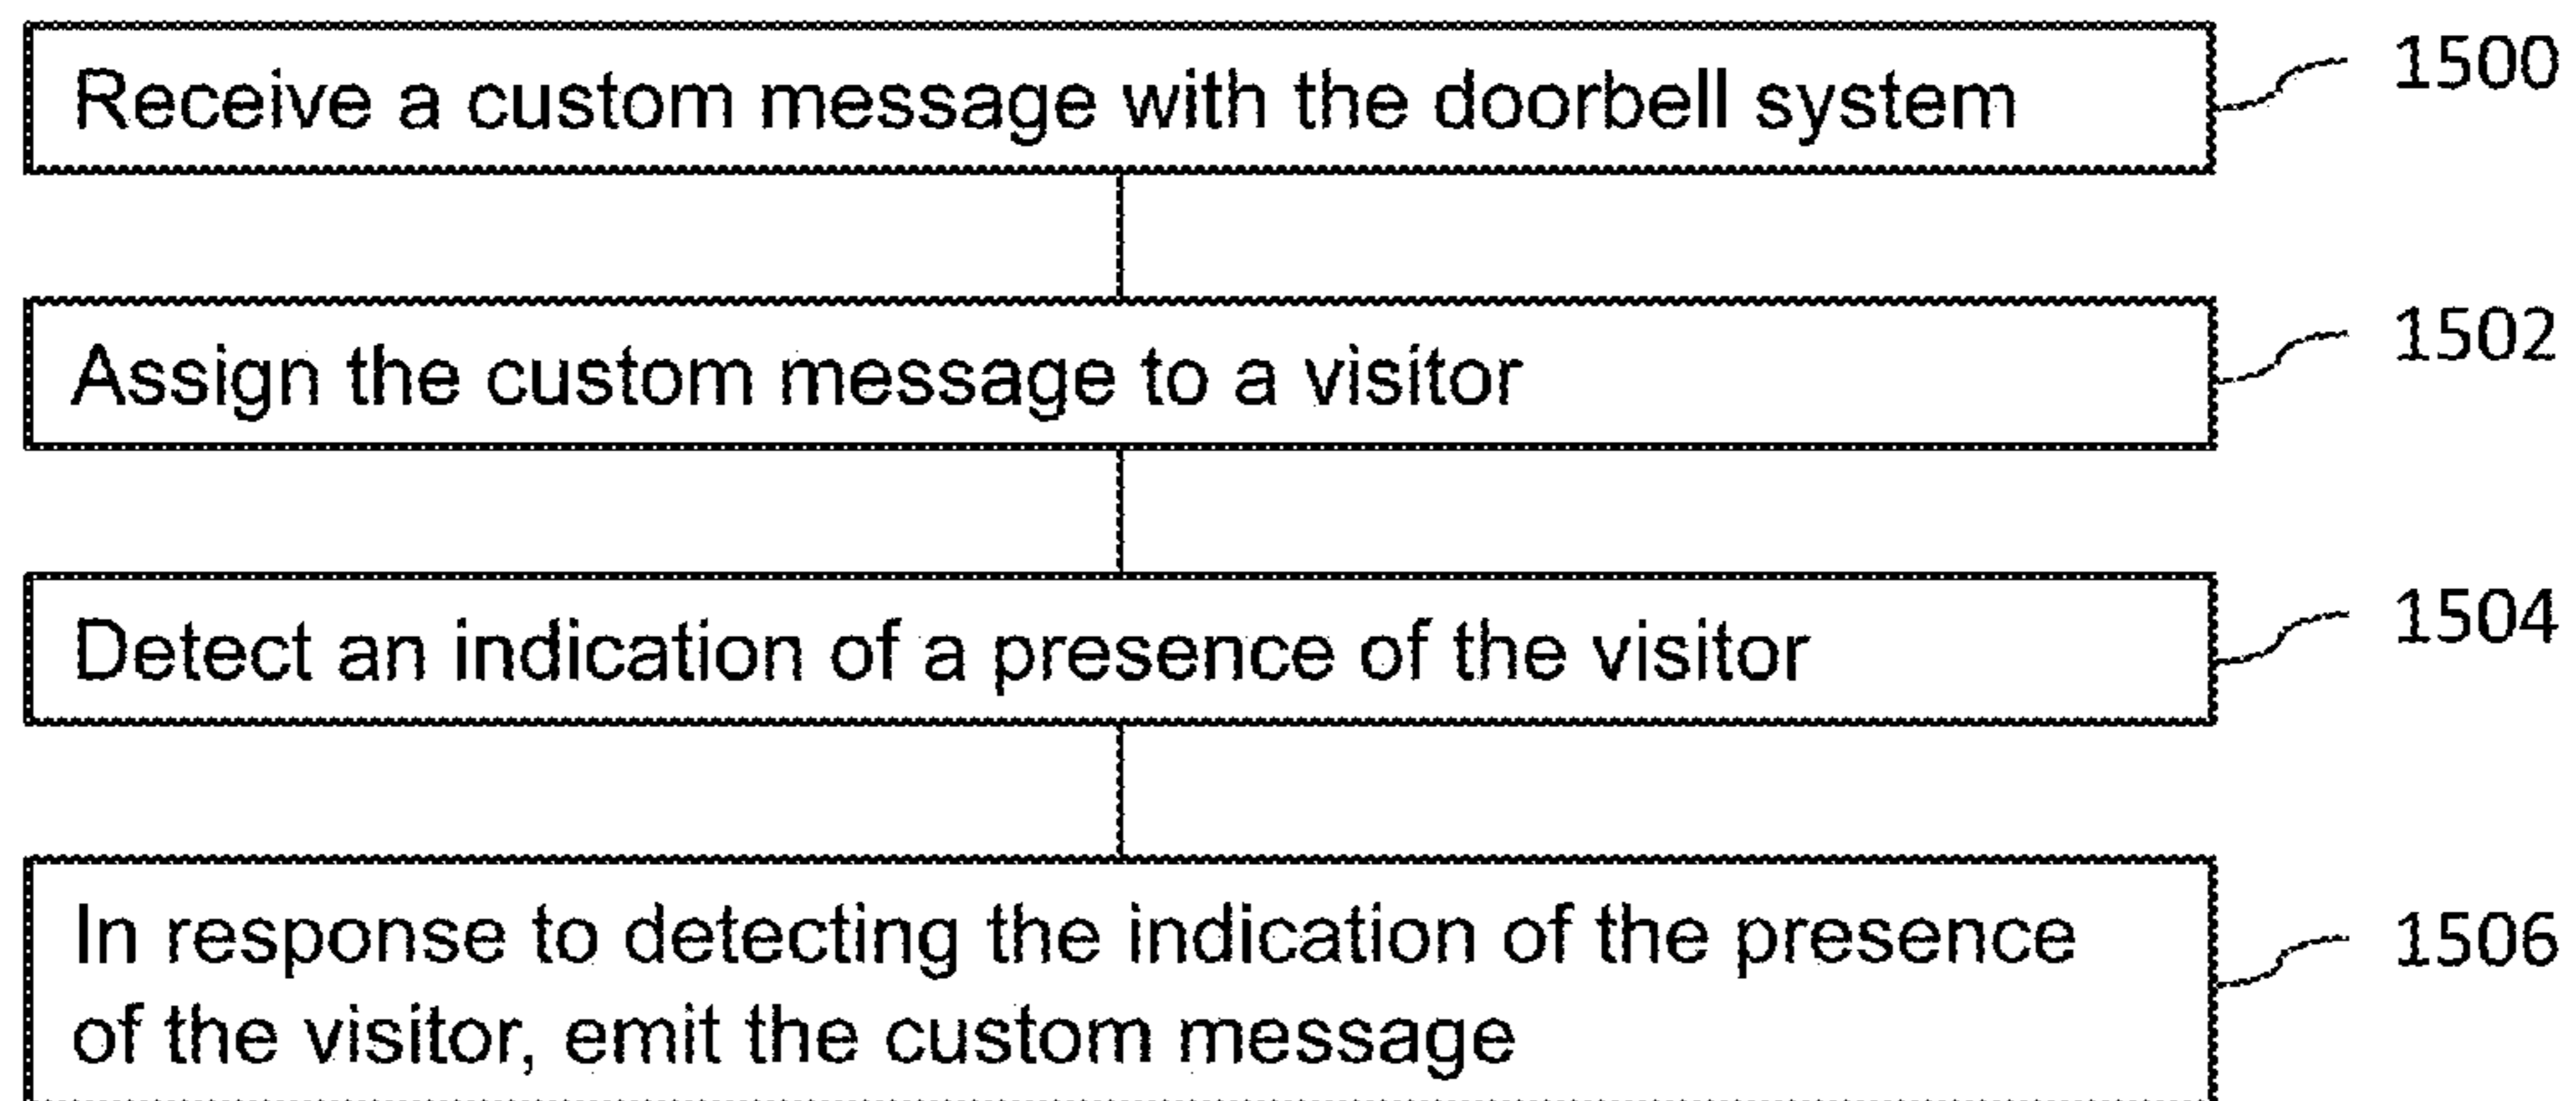 Receive a custom message with the doorbell system
1500
Assign the custom message to a visitor
1502
Detect an indication of a presence of the visitor
1504
In response to detecting the indication of the presence
of the visitor, emit the custom message
1506